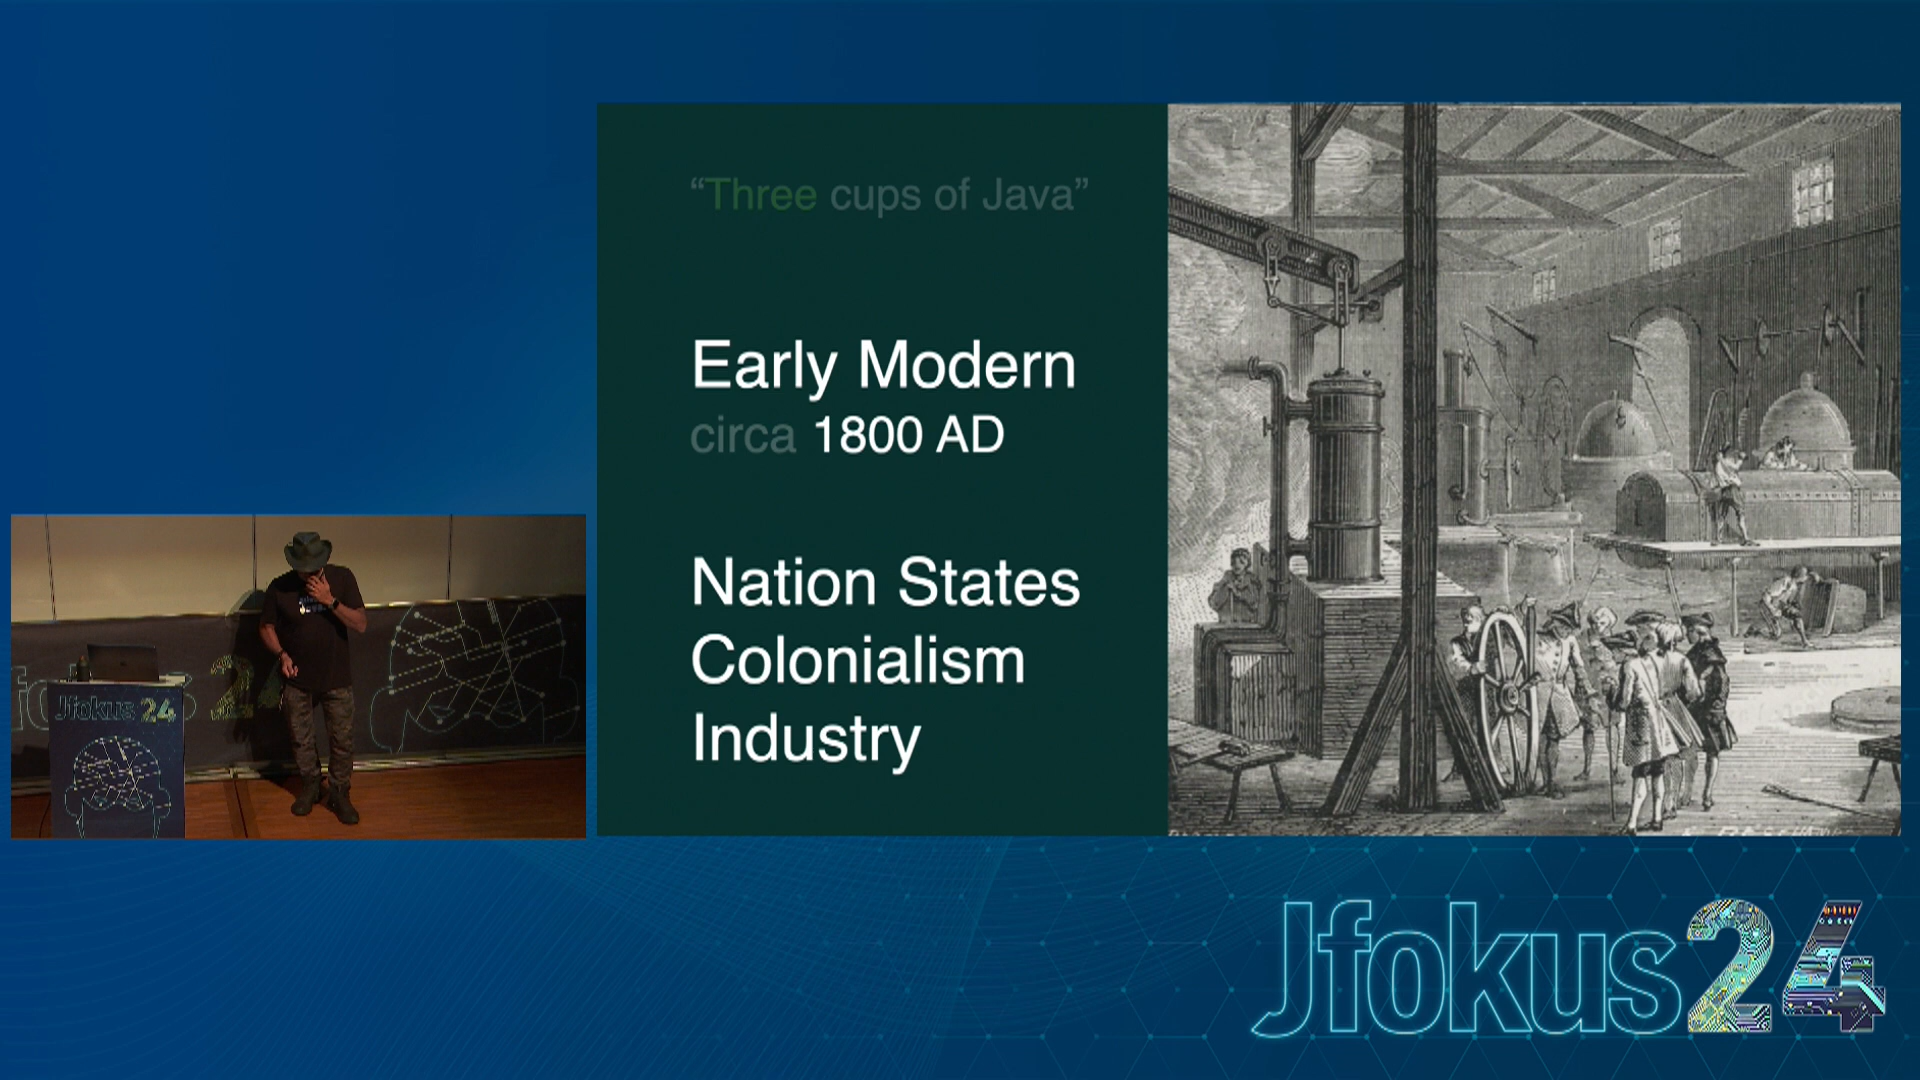 “Three cups of Java”
Early Modern
circa 1800 AD
Nation States
Colonialism
Industry
Jfokus 24
Jfokus24